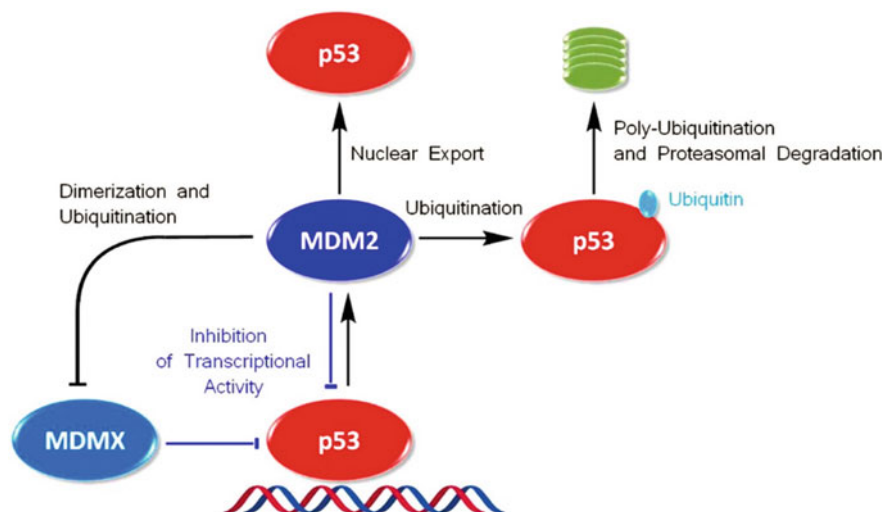 p53
Nuclear Export
Poly-Ubiquitination
and Proteasomal Degradation
Dimerization and
Ubiquitination
MDM2
Ubiquitination
Ubiquitin
p53
Inhibition
of Transcriptional
Activity
MDMX
p53